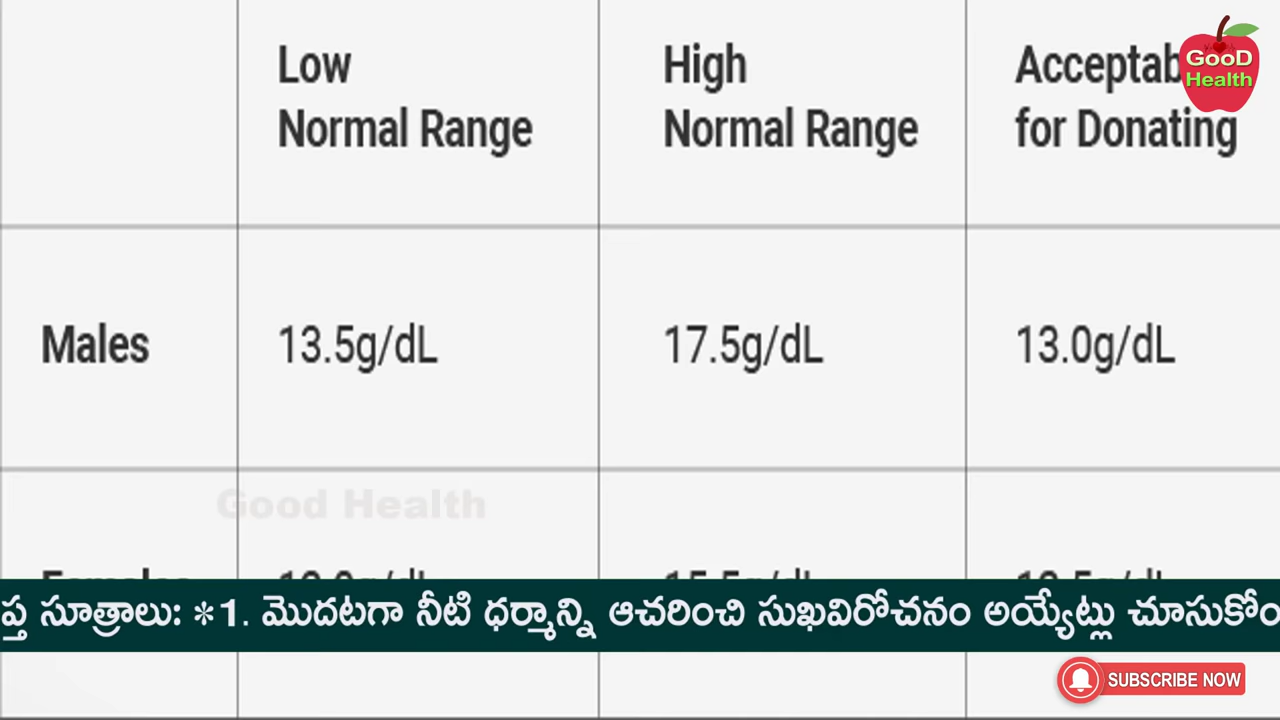 Low
Normal Range
High
Normal Range
for Donating
GooD
Health
Males
13.5g/dL
17.5g/dL
13.0g/dL
Good Health
సూత్రాలు: *1. మొదటగా నీటి ధర్మాన్ని ఆచరించి సుఖవిరోచనం అయ్యేట్లు
SUBSCRIBE NOW